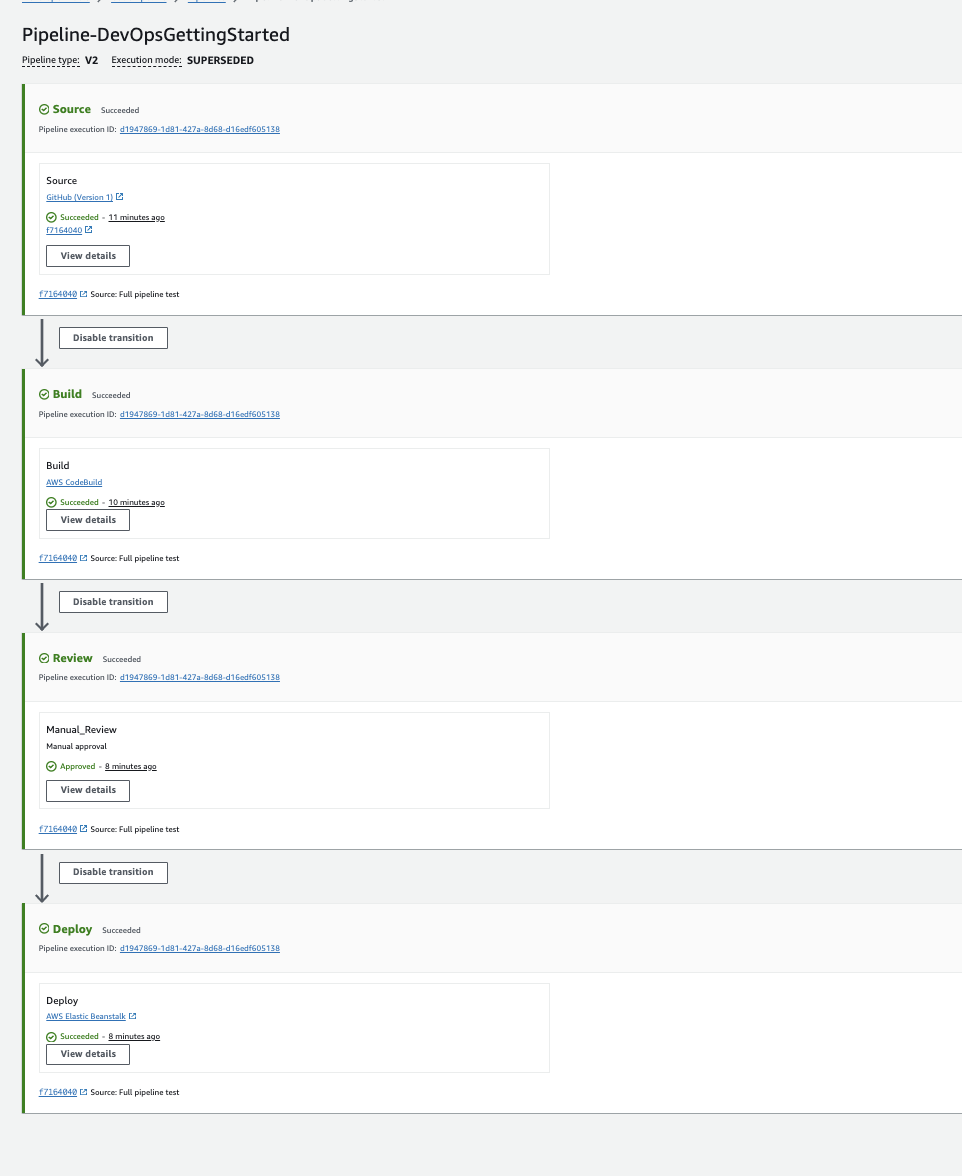 Pipeline-DevOpsGettingStarted
Pipeline type: V2 Execution mode: SUPERSEDED
Source Succeeded
Pipeline execution ID: d1947869-1d81-427a-8d68-d16edf605138
Source
GitHub (Version 1)
Succeeded - 11 minutes ago
f7164040
View details
f7164040 Source: Full pipeline test
Disable transition
Build Succeeded
Pipeline execution ID: d1947869-1d81-427a-8d68-d16edf605138
Build
AWS CodeBuild
Succeeded - 10 minutes ago
View details
f7164040 Source: Full pipeline test
Disable transition
Review Succeeded
Pipeline execution ID: d1947869-1d81-427a-8d68-d16edf605138
Manual_Review
Manual approval
Approved - 8 minutes ago
View details
f7164040 Source: Full pipeline test
Disable transition
Deploy Succeeded
Pipeline execution ID: d1947869-1d81-427a-8d68-d16edf605138
Deploy
AWS Elastic Beanstalk
Succeeded - 8 minutes ago
View details
f7164040 Source: Full pipeline test